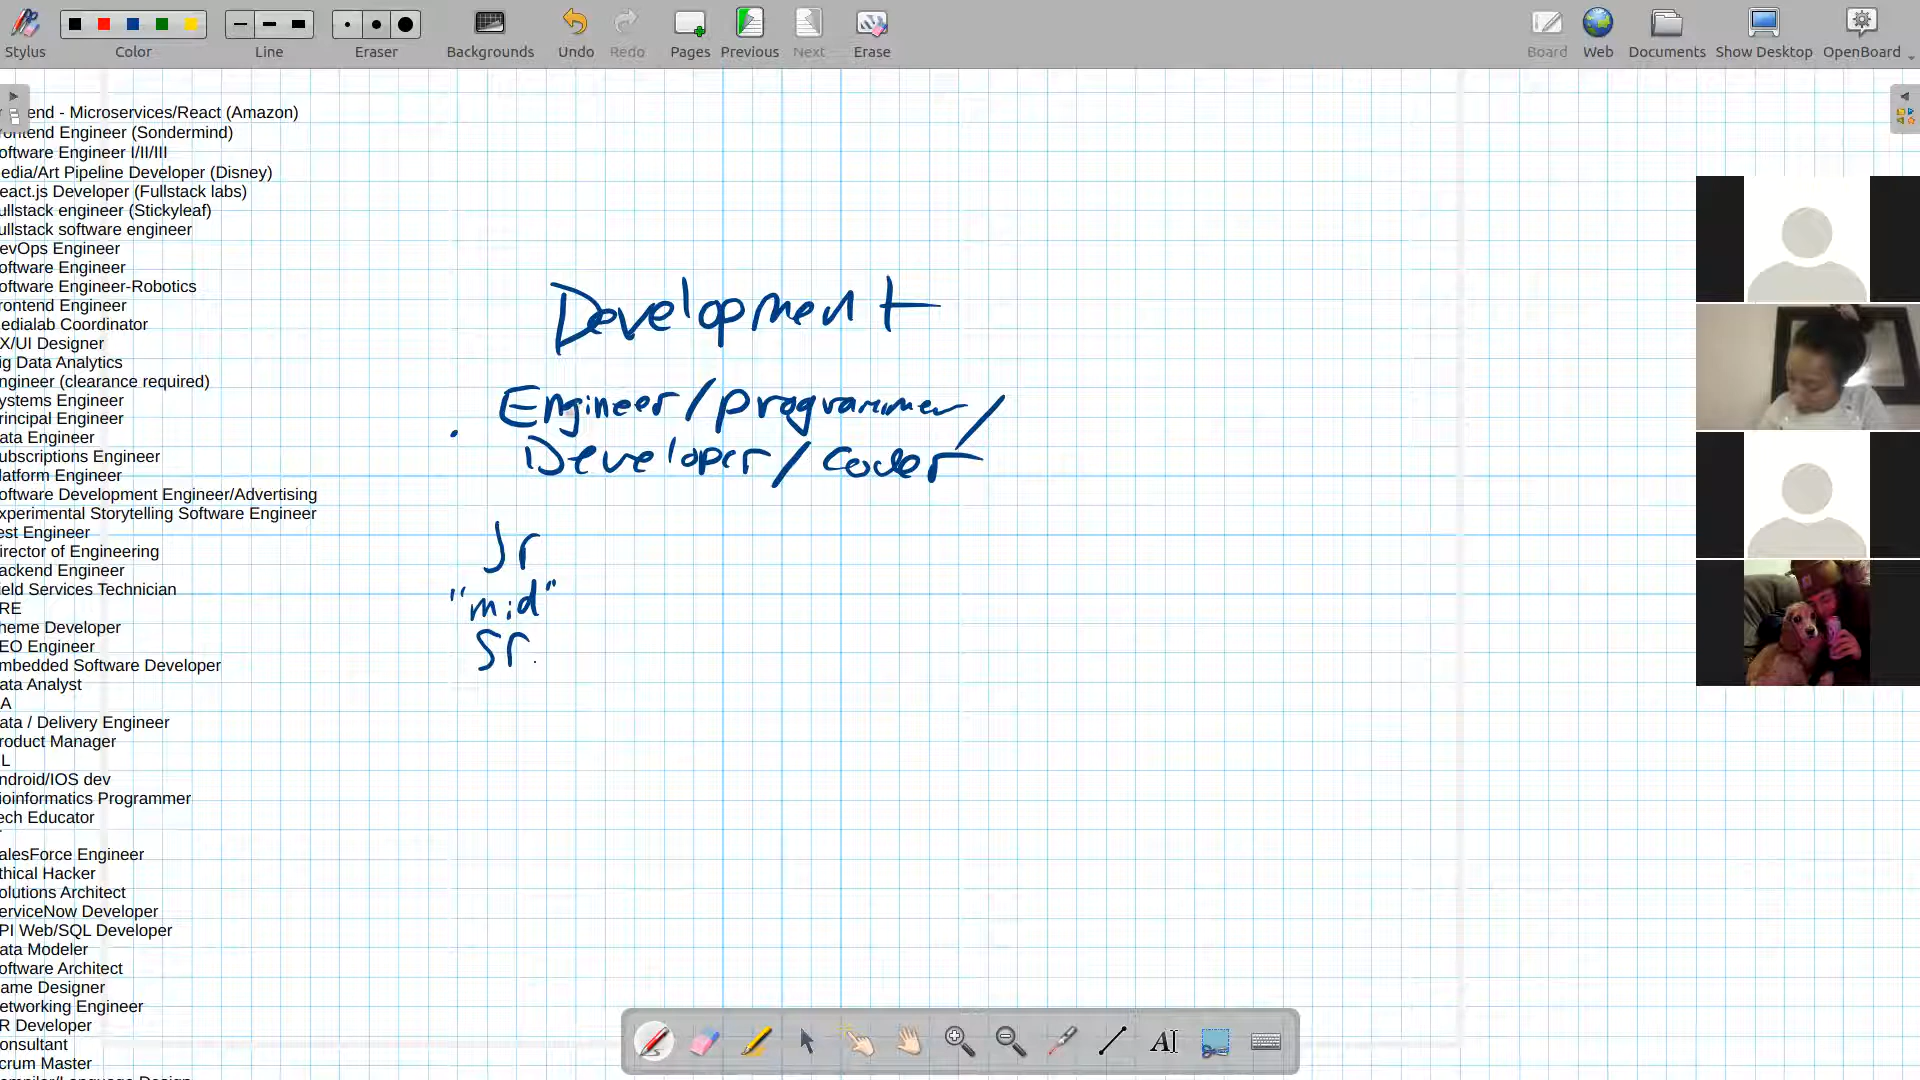 Stylus
Color
Line
Eraser
Backgrounds
Undo
Redo
Pages
Previous
Next
Erase
Board
Web
Documents
Show Desktop
OpenBoard
end - Microservices/React (Amazon)
ontend Engineer (Sondermind)
oftware Engineer I/II/III
edia/Art Pipeline Developer (Disney)
eact.js Developer (Fullstack labs)
ullstack engineer (Stickyleaf)
ullstack software engineer
evOps Engineer
oftware Engineer
oftware Engineer-Robotics
rontend Engineer
edialab Coordinator
X/UI Designer
ig Data Analytics
ngineer (clearance required)
ystems Engineer
rincipal Engineer
ata Engineer
ubscriptions Engineer
latform Engineer
oftware Development Engineer/Advertising
xperimental Storytelling Software Engineer
est Engineer
irector of Engineering
ackend Engineer
ield Services Technician
RE
heme Developer
EO Engineer
mbedded Software Developer
ata Analyst
A
ata / Delivery Engineer
roduct Manager
L
ndroid/IOS dev
ioinformatics Programmer
ech Educator
alesForce Engineer
thical Hacker
olutions Architect
erviceNow Developer
PI Web/SQL Developer
ata Modeler
oftware Architect
ame Designer
etworking Engineer
R Developer
onsultant
crum Master
Development
Engineer/programmer/
Developer/coder
Jr
"mid"
Sr.